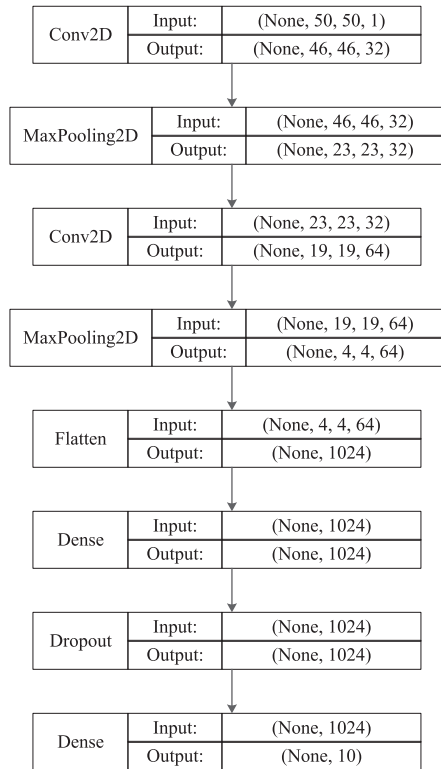 Conv2D
Input: (None, 50, 50, 1)
Output: (None, 46, 46, 32)
MaxPooling2D
Input: (None, 46, 46, 32)
Output: (None, 23, 23, 32)
Conv2D
Input: (None, 23, 23, 32)
Output: (None, 19, 19, 64)
MaxPooling2D
Input: (None, 19, 19, 64)
Output: (None, 4, 4, 64)
Flatten
Input: (None, 4, 4, 64)
Output: (None, 1024)
Dense
Input: (None, 1024)
Output: (None, 1024)
Dropout
Input: (None, 1024)
Output: (None, 1024)
Dense
Input: (None, 1024)
Output: (None, 10)